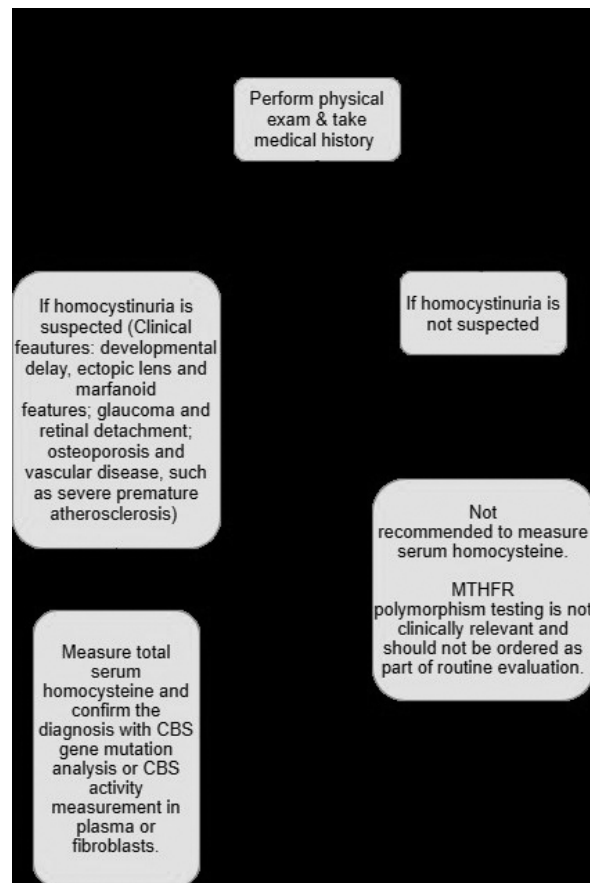 Perform physical
exam & take
medical history
If homocystinuria is
suspected (Clinical
feautures: developmental
delay, ectopic lens and
marfanoid
features; glaucoma and
retinal detachment;
osteoporosis and
vascular disease, such
as severe premature
atherosclerosis)
If homocystinuria is
not suspected
Measure total
serum
homocysteine and
confirm the
diagnosis with CBS
gene mutation
analysis or CBS
activity
measurement in
plasma or
fibroblasts.
Not
recommended to measure
serum homocysteine.
MTHFR
polymorphism testing is not
clinically relevant and
should not be ordered as
part of routine evaluation.